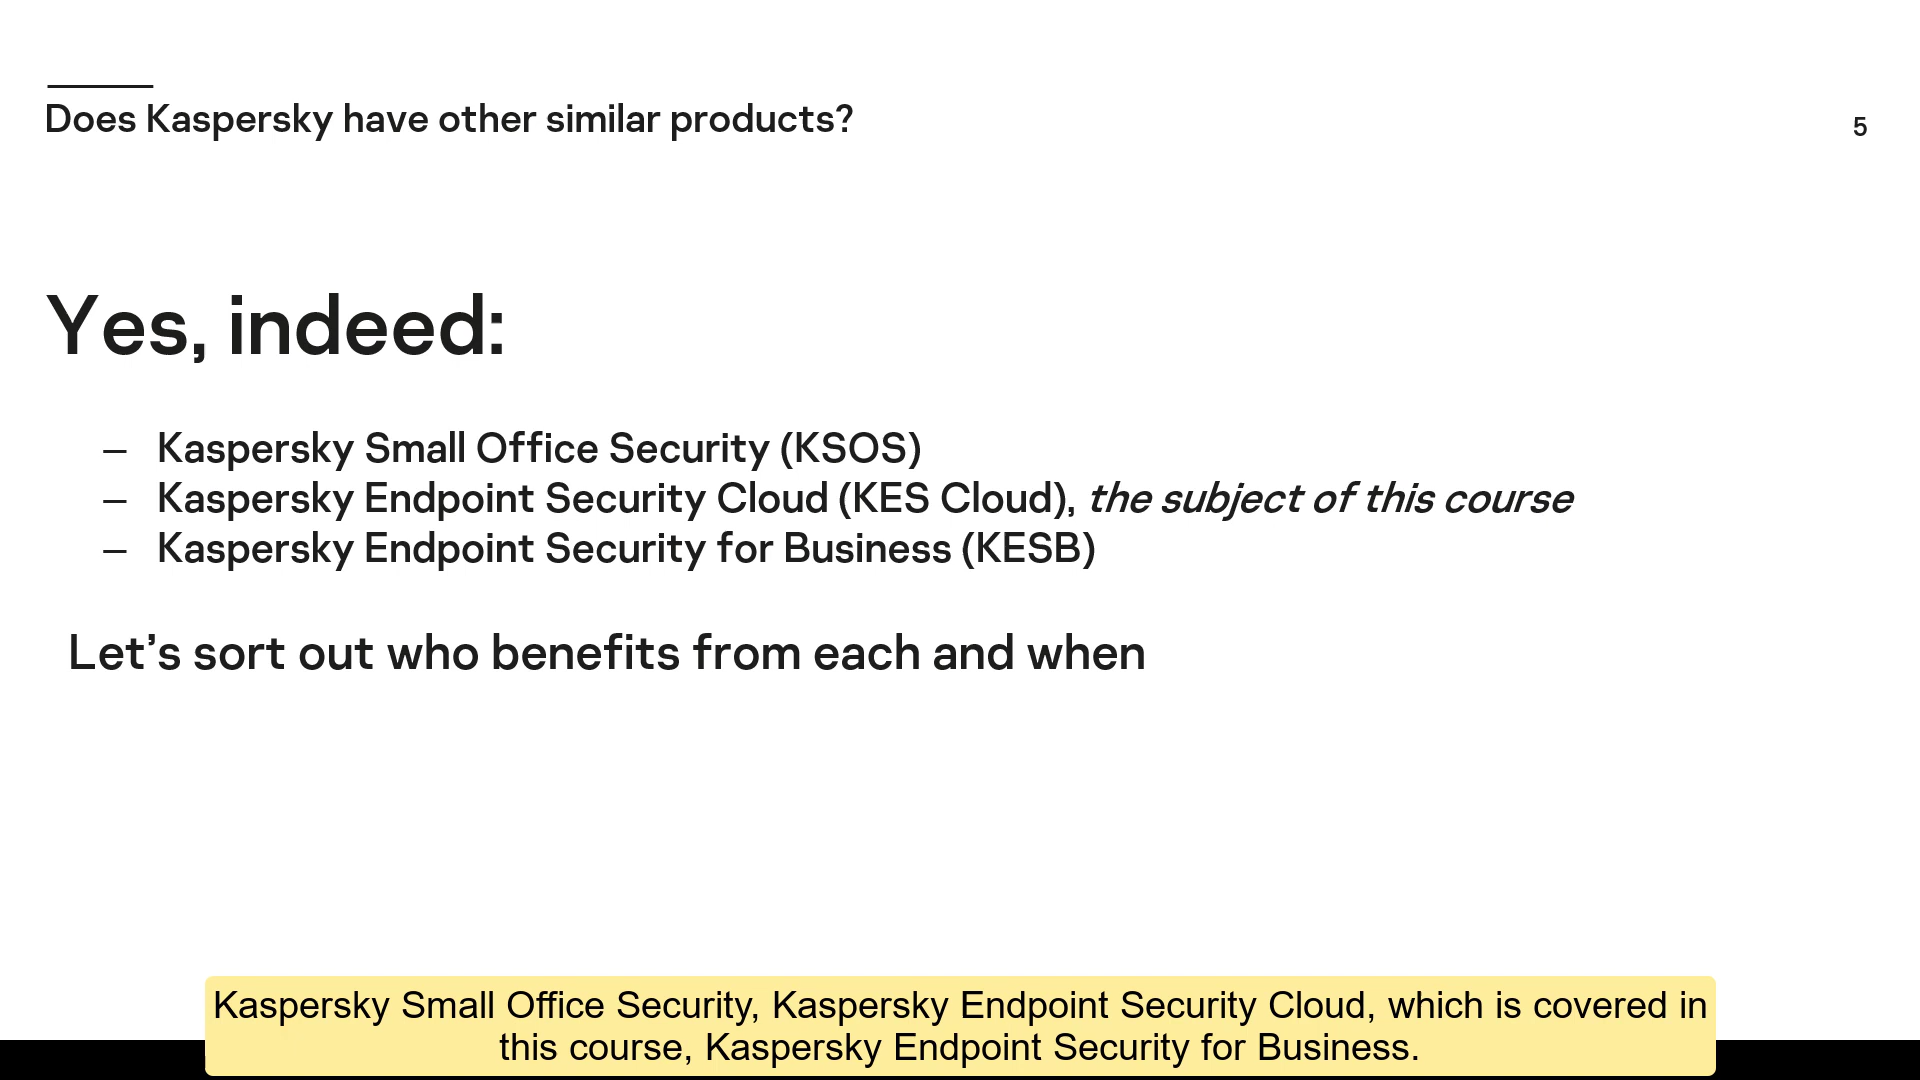 Does Kaspersky have other similar products?
5
Yes, indeed:
– Kaspersky Small Office Security (KSOS)
– Kaspersky Endpoint Security Cloud (KES Cloud), the subject of this course
– Kaspersky Endpoint Security for Business (KESB)
Let’s sort out who benefits from each and when
Kaspersky Small Office Security, Kaspersky Endpoint Security Cloud, which is covered in
this course, Kaspersky Endpoint Security for Business.